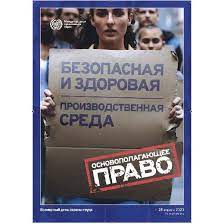 БЕЗОПАСНАЯ
И ЗДОРОВАЯ
ПРОИЗВОДСТВЕННАЯ
СРЕДА
ОСНОВОПОЛАГАЮЩЕЕ
ПРАВО
Всемирный день охраны труда
28 апреля 2023